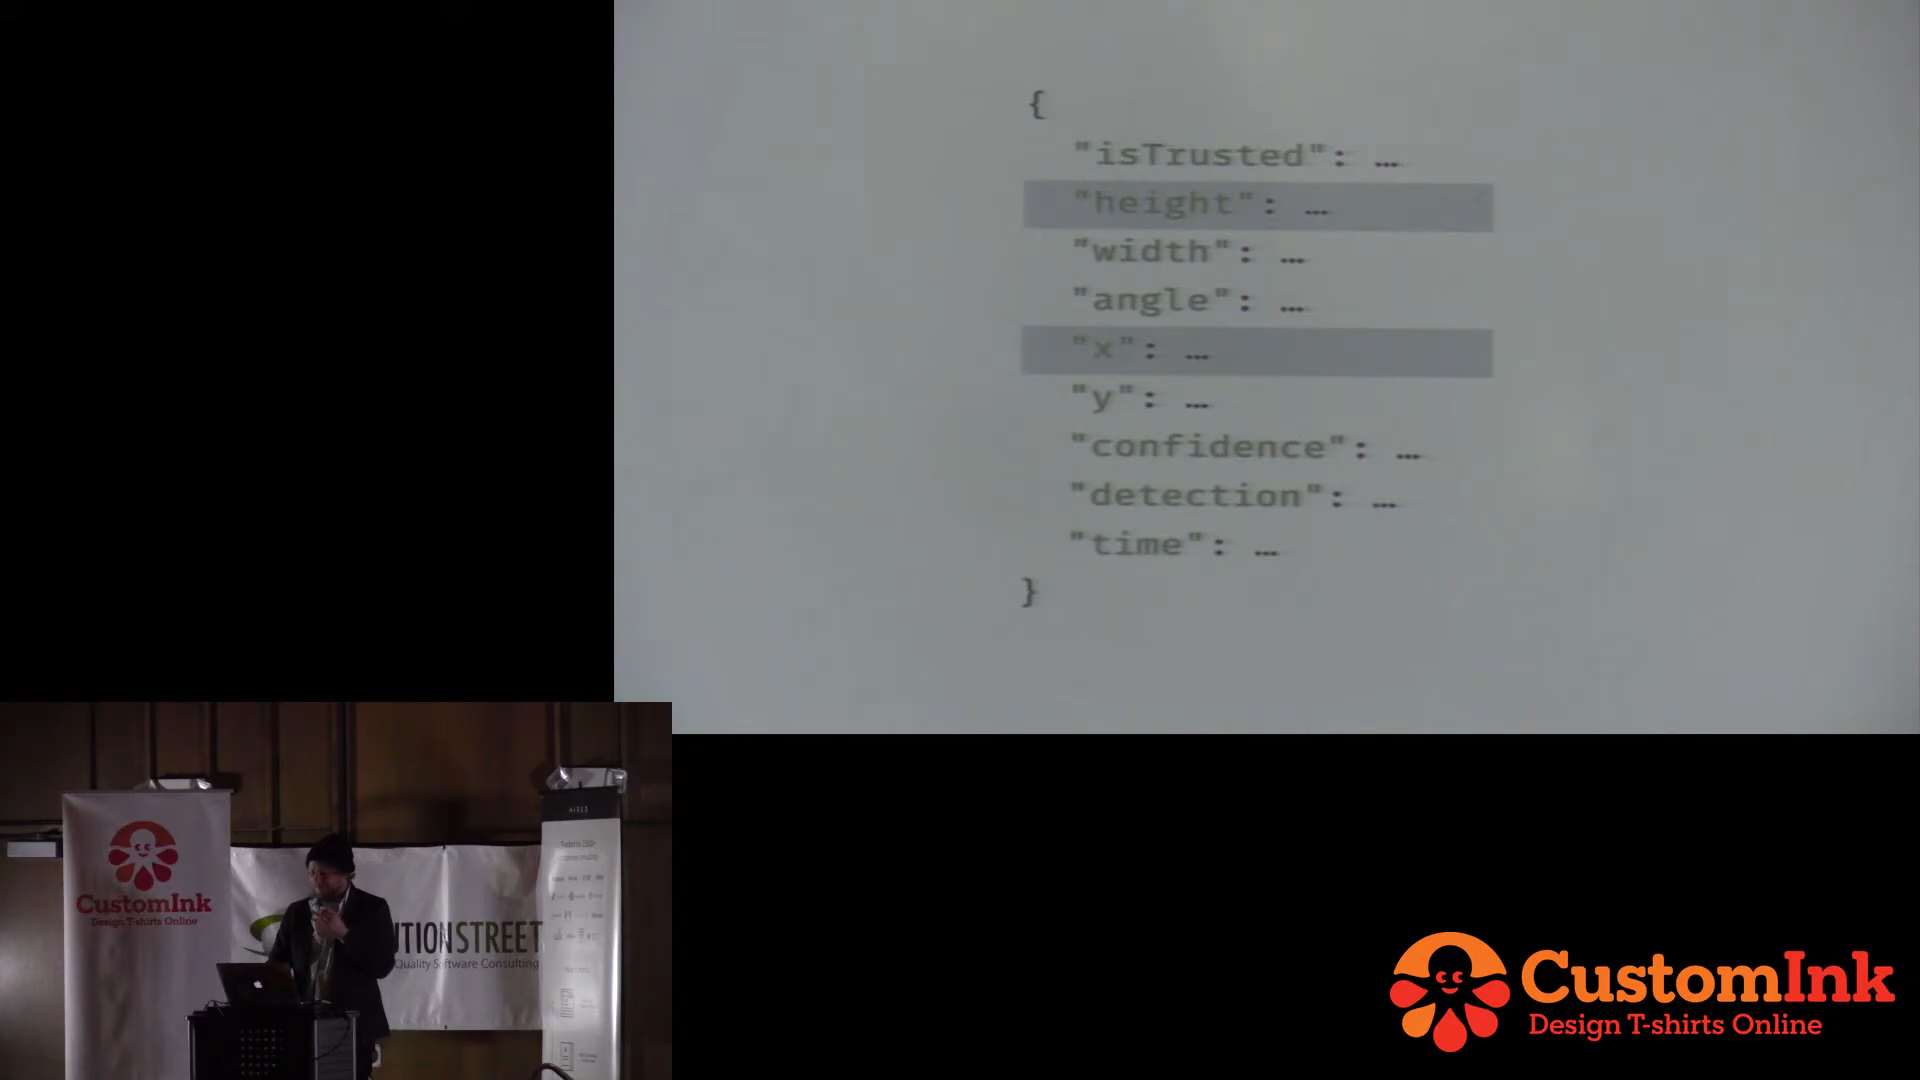 {
"isTrusted": …
"height": …
"width": …
"angle": …
"x": …
"y": …
"confidence": …
"detection": …
"time": …
}
CustomInk
Design T-shirts Online
UTIONSTREET
Quality Software Consulting
HIRED
CustomInk
Design T-shirts Online